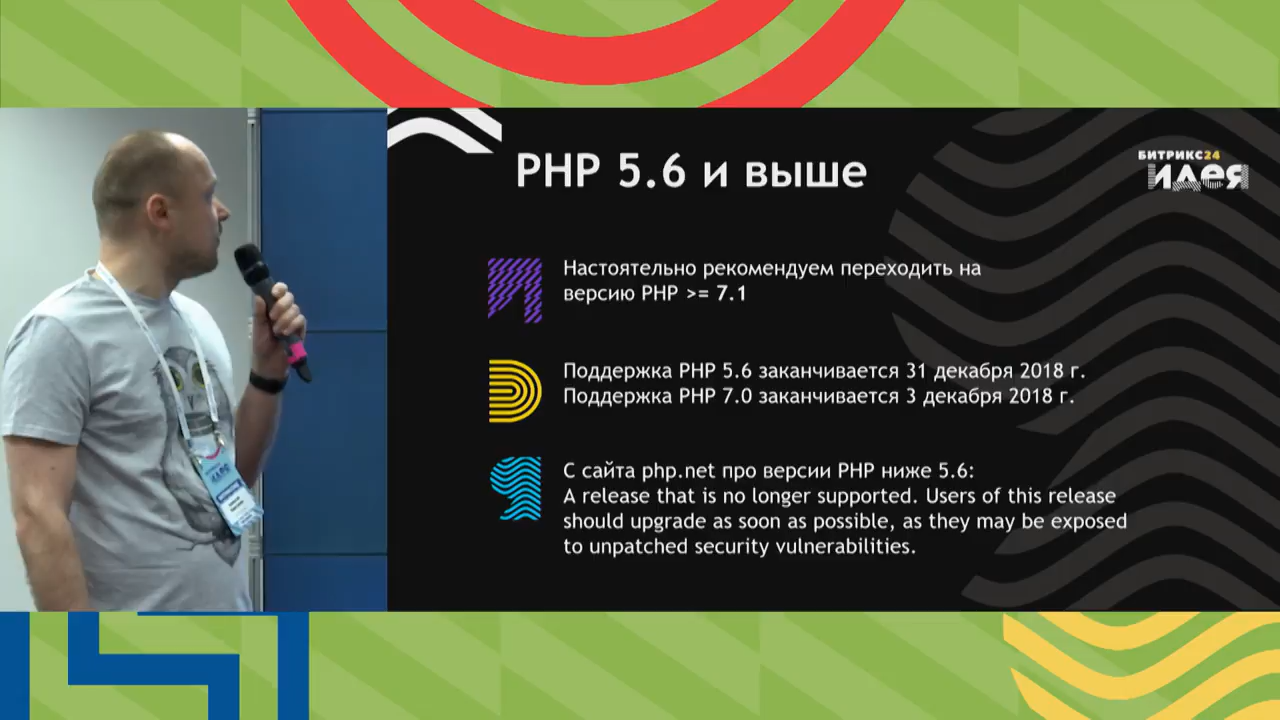 PHP 5.6 и выше
БИТРИКС24
идея
Настоятельно рекомендуем переходить на
версию PHP >= 7.1
Поддержка PHP 5.6 заканчивается 31 декабря 2018 г.
Поддержка PHP 7.0 заканчивается 3 декабря 2018 г.
С сайта php.net про версии PHP ниже 5.6:
A release that is no longer supported. Users of this release
should upgrade as soon as possible, as they may be exposed
to unpatched security vulnerabilities.